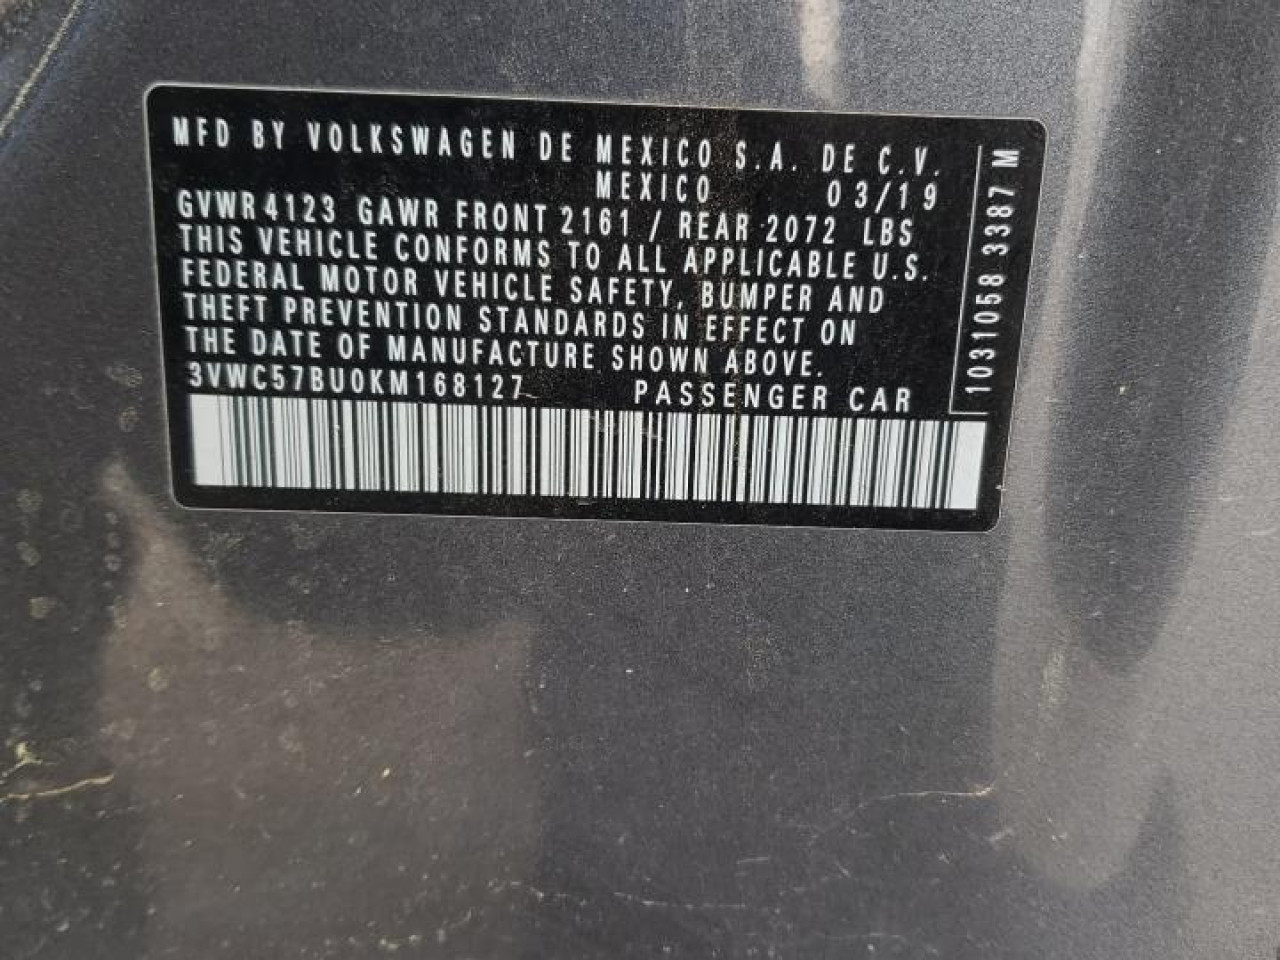 MFD BY VOLKSWAGEN DE MEXICO S.A. DE C.V.
MEXICO 03/19
GVWR 4123 GAWR FRONT 2161 / REAR 2072 LBS
THIS VEHICLE CONFORMS TO ALL APPLICABLE U.S.
FEDERAL MOTOR VEHICLE SAFETY, BUMPER AND
THEFT PREVENTION STANDARDS IN EFFECT ON
THE DATE OF MANUFACTURE SHOWN ABOVE.
3VWC57BU0KM168127 PASSENGER CAR
1031058 3387 M